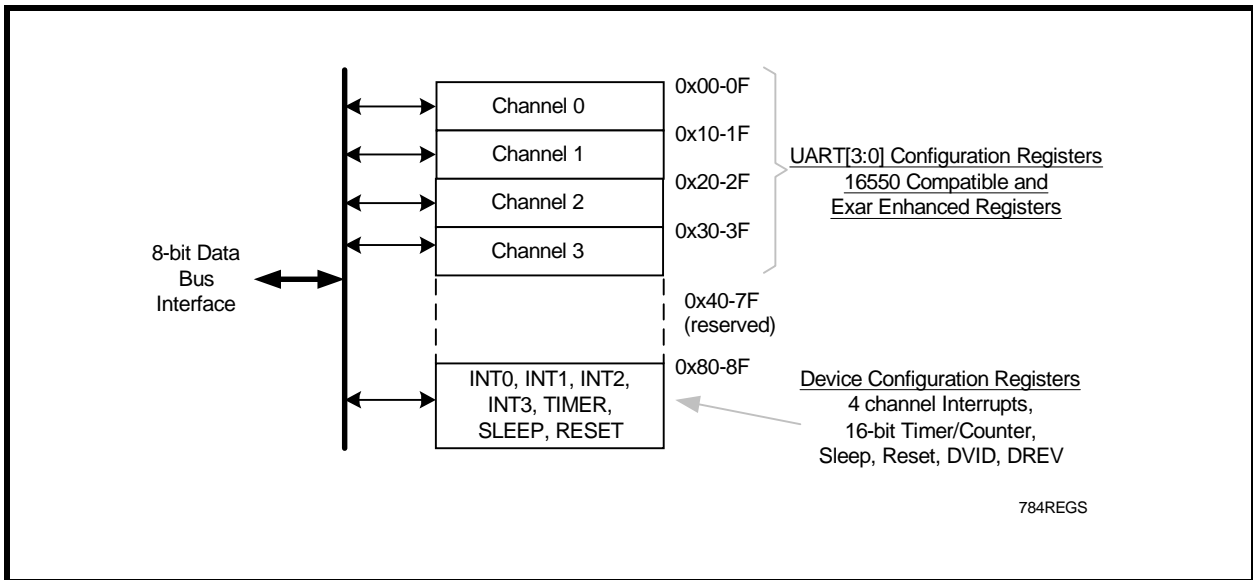 0x00-0F
Channel 0
0x10-1F
Channel 1
0x20-2F
Channel 2
0x30-3F
Channel 3
UART[3:0] Configuration Registers
16550 Compatible and
Exar Enhanced Registers
8-bit Data
Bus
Interface
0x40-7F
(reserved)
0x80-8F
INT0, INT1, INT2,
INT3, TIMER,
SLEEP, RESET
Device Configuration Registers
4 channel Interrupts,
16-bit Timer/Counter,
Sleep, Reset, DVID, DREV
784REGS